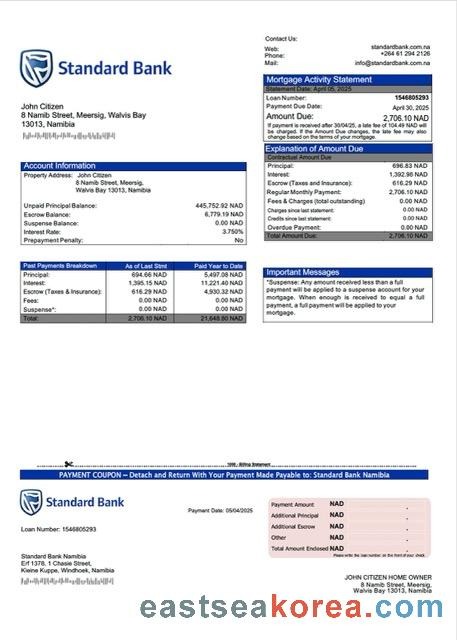 Contact Us:
Web: standardbank.com.na
Phone: +264 61 294 2126
Mail: info@standardbank.com.na
Standard Bank
Mortgage Activity Statement
Statement Date: April 05, 2025
Loan Number: 1546805293
Payment Due Date: April 30, 2025
Amount Due: 2,706.10 NAD
If payment is received after 30/04/25, a late fee of 104.49 NAD will
be charged. If the Amount Due changes, the late fee may also
change based on the terms of your mortgage.
John Citizen
8 Namib Street, Meersig, Walvis Bay
13013, Namibia
Explanation of Amount Due
Contractual Amount Due
Principal: 696.83 NAD
Interest: 1,392.98 NAD
Escrow (Taxes and Insurance): 616.29 NAD
Regular Monthly Payment: 2,706.10 NAD
Fees & Charges (total outstanding) 0.00 NAD
Charges since last statement: 0.00 NAD
Credits since last statement: 0.00 NAD
Overdue Payment: 0.00 NAD
Total Amount Due: 2,706.10 NAD
Account Information
Property Address: John Citizen
8 Namib Street, Meersig,
Walvis Bay 13013, Namibia
Unpaid Principal Balance: 445,752.92 NAD
Escrow Balance: 6,779.19 NAD
Suspense Balance: 0.00 NAD
Interest Rate: 3.750%
Prepayment Penalty: No
Past Payments Breakdown As of Last Stmt Paid Year to Date
Principal: 694.66 NAD 5,497.08 NAD
Interest: 1,395.15 NAD 11,221.40 NAD
Escrow (Taxes & Insurance): 616.29 NAD 4,930.32 NAD
Fees: 0.00 NAD 0.00 NAD
Suspense*: 0.00 NAD 0.00 NAD
Total: 2,706.10 NAD 21,648.80 NAD
Important Messages
*Suspense: Any amount received less than a full
payment will be applied to a suspense account for your
mortgage. When enough is received to equal a full
payment, a full payment will be applied to your
mortgage.
1098 - Billing Statement
PAYMENT COUPON – Detach and Return With Your Payment Made Payable to: Standard Bank Namibia
Standard Bank
Payment Date: 05/04/2025
Loan Number: 1546805293
Payment Amount NAD .
Additional Principal NAD .
Additional Escrow NAD .
Other NAD .
Total Amount Enclosed NAD .
Please write the loan number on the front of your check
Standard Bank Namibia
Erf 1378, 1 Chasie Street,
Kleine Kuppe, Windhoek, Namibia
JOHN CITIZEN HOME OWNER
8 Namib Street, Meersig,
Walvis Bay 13013, Namibia
eastseakorea.com